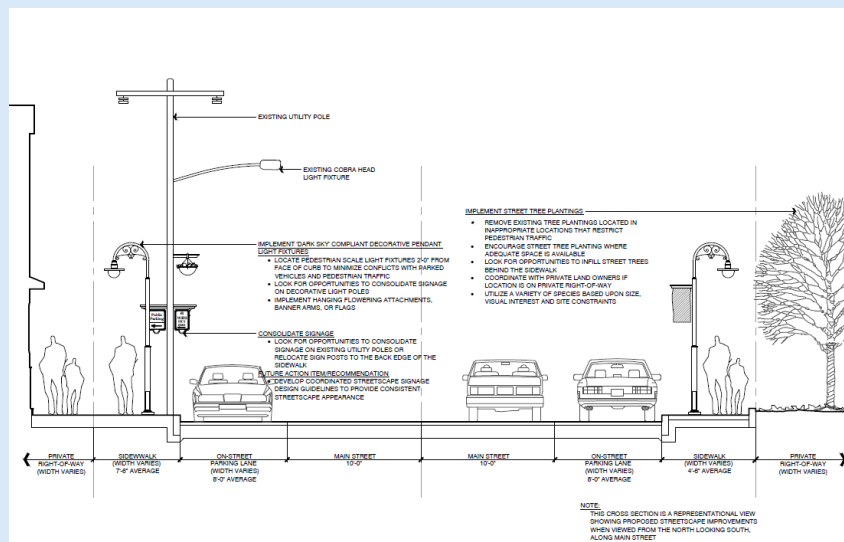 EXISTING UTILITY POLE
EXISTING COBRA HEAD
LIGHT FIXTURE
IMPLEMENT 'DARK SKY' COMPLIANT DECORATIVE PENDANT
LIGHT FIXTURES
• LOCATE PEDESTRIAN SCALE LIGHT FIXTURES 2'-0" FROM
FACE OF CURB TO MINIMIZE CONFLICTS WITH PARKED
VEHICLES AND PEDESTRIAN TRAFFIC
• LOOK FOR OPPORTUNITIES TO CONSOLIDATE SIGNAGE
ON DECORATIVE LIGHT POLES
• IMPLEMENT HANGING FLOWERING ATTACHMENTS,
BANNER ARMS, OR FLAGS
Public
Parking
CONSOLIDATE SIGNAGE
• LOOK FOR OPPORTUNITIES TO CONSOLIDATE
SIGNAGE ON EXISTING UTILITY POLES OR
RELOCATE SIGN POSTS TO THE BACK EDGE OF THE
SIDEWALK
FUTURE ACTION ITEM/RECOMMENDATION
• DEVELOP COORDINATED STREETSCAPE SIGNAGE
DESIGN GUIDELINES TO PROVIDE CONSISTENT
STREETSCAPE APPEARANCE
IMPLEMENT STREET TREE PLANTINGS
• REMOVE EXISTING TREE PLANTINGS LOCATED IN
INAPPROPRIATE LOCATIONS THAT RESTRICT
PEDESTRIAN TRAFFIC
• ENCOURAGE STREET TREE PLANTING WHERE
ADEQUATE SPACE IS AVAILABLE
• LOOK FOR OPPORTUNITIES TO INFILL STREET TREES
BEHIND THE SIDEWALK
• COORDINATE WITH PRIVATE LAND OWNERS IF
LOCATION IS ON PRIVATE RIGHT-OF-WAY
• UTILIZE A VARIETY OF SPECIES BASED UPON SIZE,
VISUAL INTEREST AND SITE CONSTRAINTS
PRIVATE
RIGHT-OF-WAY
(WIDTH VARIES)
SIDEWWALK
(WIDTH VARIES)
7'-6" AVERAGE
ON-STREET
PARKING LANE
(WIDTH VARIES)
8'-0" AVERAGE
MAIN STREET
10'-0"
MAIN STREET
10'-0"
ON-STREET
PARKING LANE
(WIDTH VARIES)
8'-0" AVERAGE
SIDEWALK
(WIDTH VARIES)
4'-6" AVERAGE
PRIVATE
RIGHT-OF-WAY
(WIDTH VARIES)
NOTE:
THIS CROSS SECTION IS A REPRESENTATIONAL VIEW
SHOWING PROPOSED STREETSCAPE IMPROVEMENTS
WHEN VIEWED FROM THE NORTH LOOKING SOUTH,
ALONG MAIN STREET